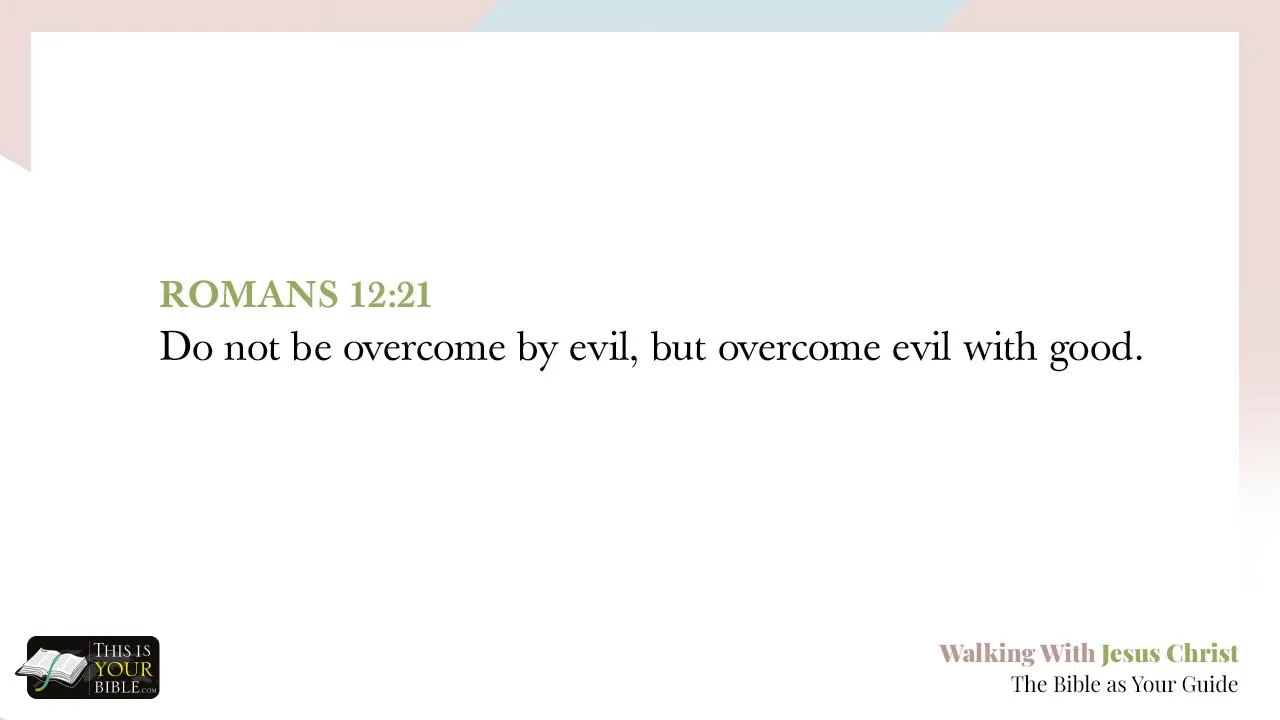 ROMANS 12:21
Do not be overcome by evil, but overcome evil with good.
THIS IS
YOUR
BIBLE.COM
Walking With Jesus Christ
The Bible as Your Guide